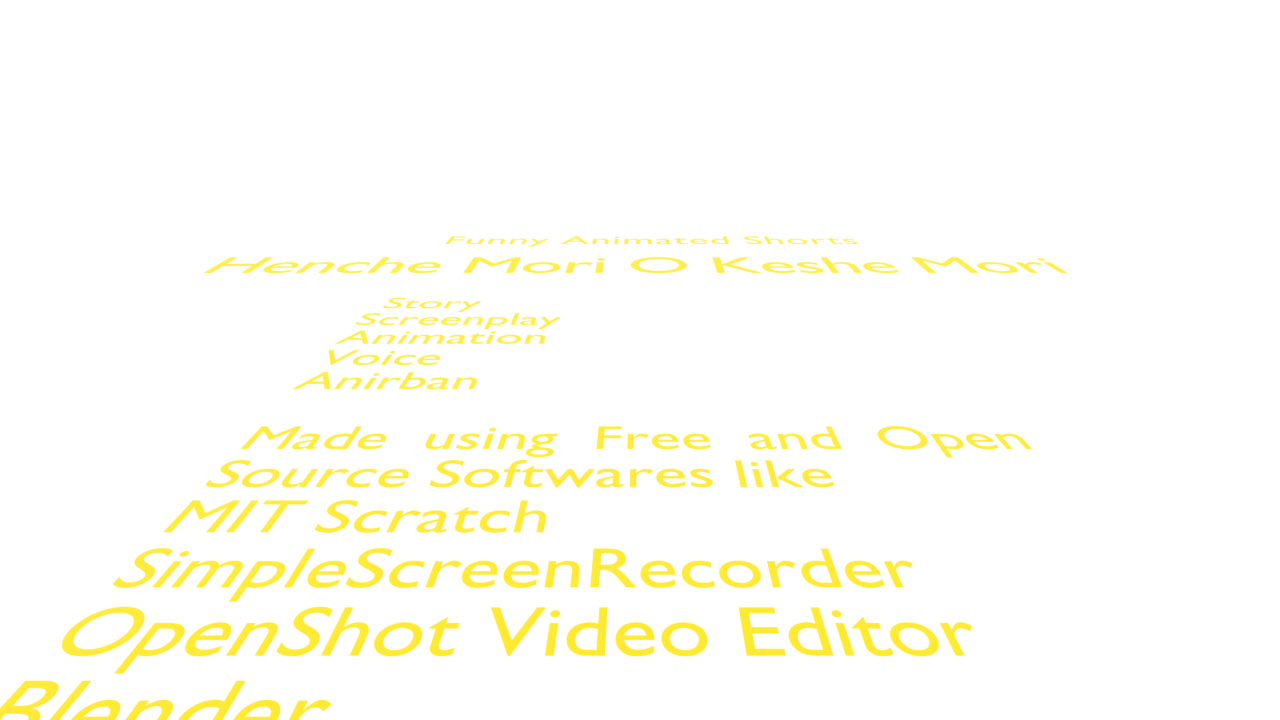 Funny Animated Shorts
Henche Mori O Keshe Mori
Story
Screenplay
Animation
Voice
Anirban
Made using Free and Open
Source Softwares like
MIT Scratch
SimpleScreenRecorder
OpenShot Video Editor
Blender